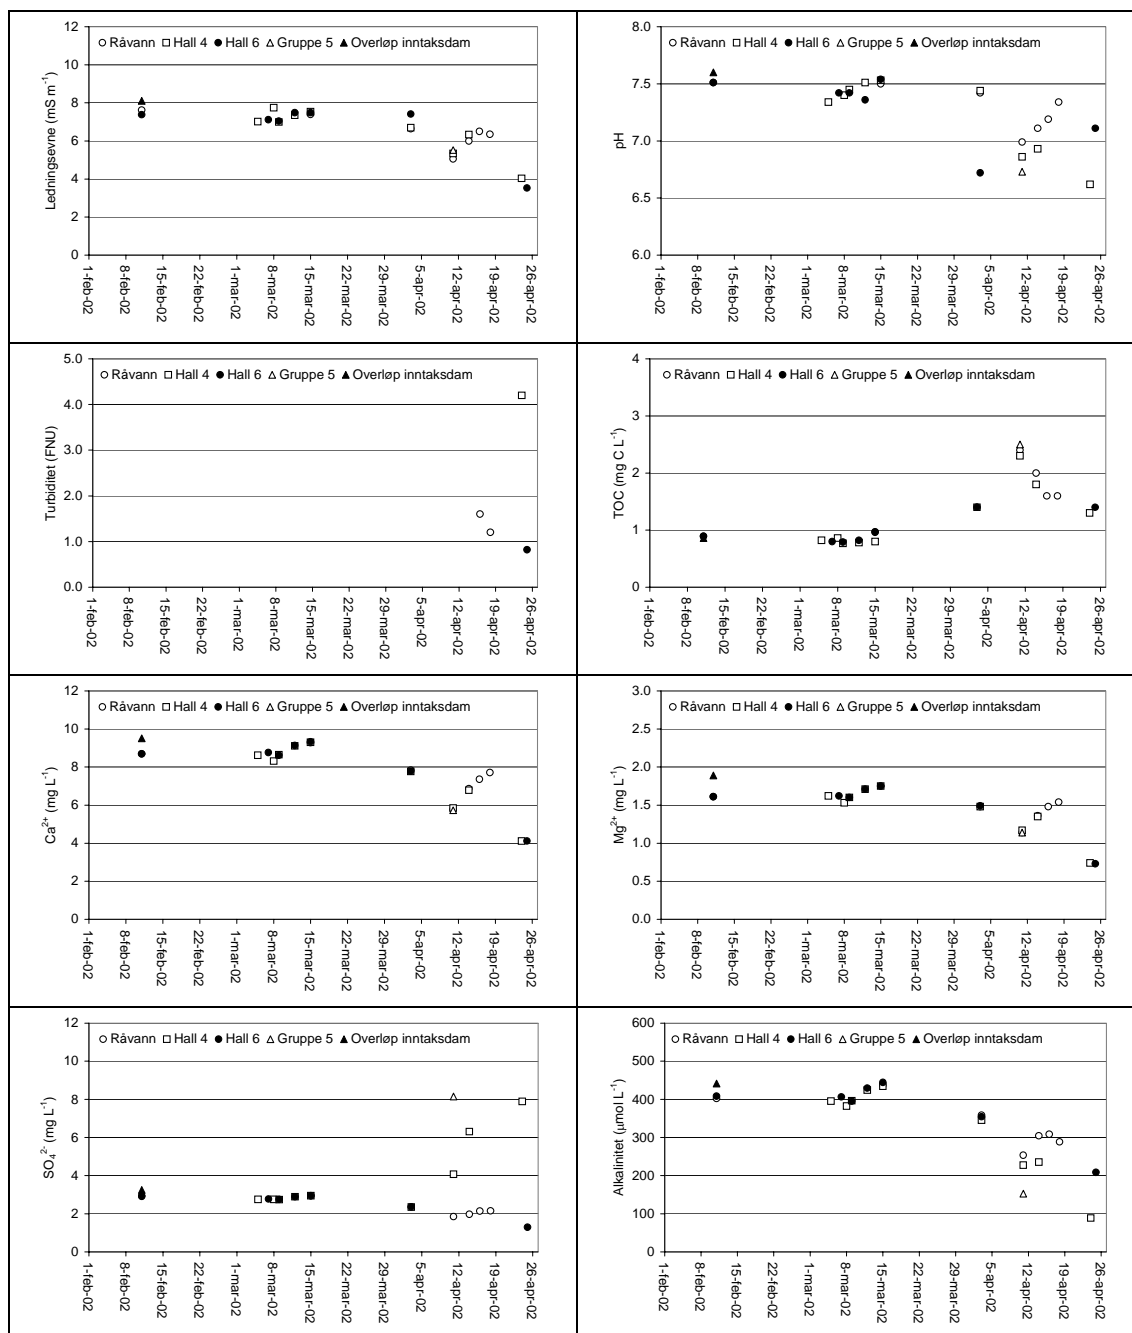 Ledningsevne (mS m⁻¹)
12
10
8
6
4
2
0
Råvann Hall 4 Hall 6 Gruppe 5 Overløp inntaksdam
1-feb-02 8-feb-02 15-feb-02 22-feb-02 1-mar-02 8-mar-02 15-mar-02 22-mar-02 29-mar-02 5-apr-02 12-apr-02 19-apr-02 26-apr-02
pH
8.0
7.5
7.0
6.5
6.0
Råvann Hall 4 Hall 6 Gruppe 5 Overløp inntaksdam
1-feb-02 8-feb-02 15-feb-02 22-feb-02 1-mar-02 8-mar-02 15-mar-02 22-mar-02 29-mar-02 5-apr-02 12-apr-02 19-apr-02 26-apr-02
Turbiditet (FNU)
5.0
4.0
3.0
2.0
1.0
0.0
Råvann Hall 4 Hall 6 Gruppe 5 Overløp inntaksdam
1-feb-02 8-feb-02 15-feb-02 22-feb-02 1-mar-02 8-mar-02 15-mar-02 22-mar-02 29-mar-02 5-apr-02 12-apr-02 19-apr-02 26-apr-02
TOC (mg C L⁻¹)
4
3
2
1
0
Råvann Hall 4 Hall 6 Gruppe 5 Overløp inntaksdam
1-feb-02 8-feb-02 15-feb-02 22-feb-02 1-mar-02 8-mar-02 15-mar-02 22-mar-02 29-mar-02 5-apr-02 12-apr-02 19-apr-02 26-apr-02
Ca²⁺ (mg L⁻¹)
12
10
8
6
4
2
0
Råvann Hall 4 Hall 6 Gruppe 5 Overløp inntaksdam
1-feb-02 8-feb-02 15-feb-02 22-feb-02 1-mar-02 8-mar-02 15-mar-02 22-mar-02 29-mar-02 5-apr-02 12-apr-02 19-apr-02 26-apr-02
Mg²⁺ (mg L⁻¹)
3.0
2.5
2.0
1.5
1.0
0.5
0.0
Råvann Hall 4 Hall 6 Gruppe 5 Overløp inntaksdam
1-feb-02 8-feb-02 15-feb-02 22-feb-02 1-mar-02 8-mar-02 15-mar-02 22-mar-02 29-mar-02 5-apr-02 12-apr-02 19-apr-02 26-apr-02
SO₄²⁻ (mg L⁻¹)
12
10
8
6
4
2
0
Råvann Hall 4 Hall 6 Gruppe 5 Overløp inntaksdam
1-feb-02 8-feb-02 15-feb-02 22-feb-02 1-mar-02 8-mar-02 15-mar-02 22-mar-02 29-mar-02 5-apr-02 12-apr-02 19-apr-02 26-apr-02
Alkalinitet (µmol L⁻¹)
600
500
400
300
200
100
0
Råvann Hall 4 Hall 6 Gruppe 5 Overløp inntaksdam
1-feb-02 8-feb-02 15-feb-02 22-feb-02 1-mar-02 8-mar-02 15-mar-02 22-mar-02 29-mar-02 5-apr-02 12-apr-02 19-apr-02 26-apr-02